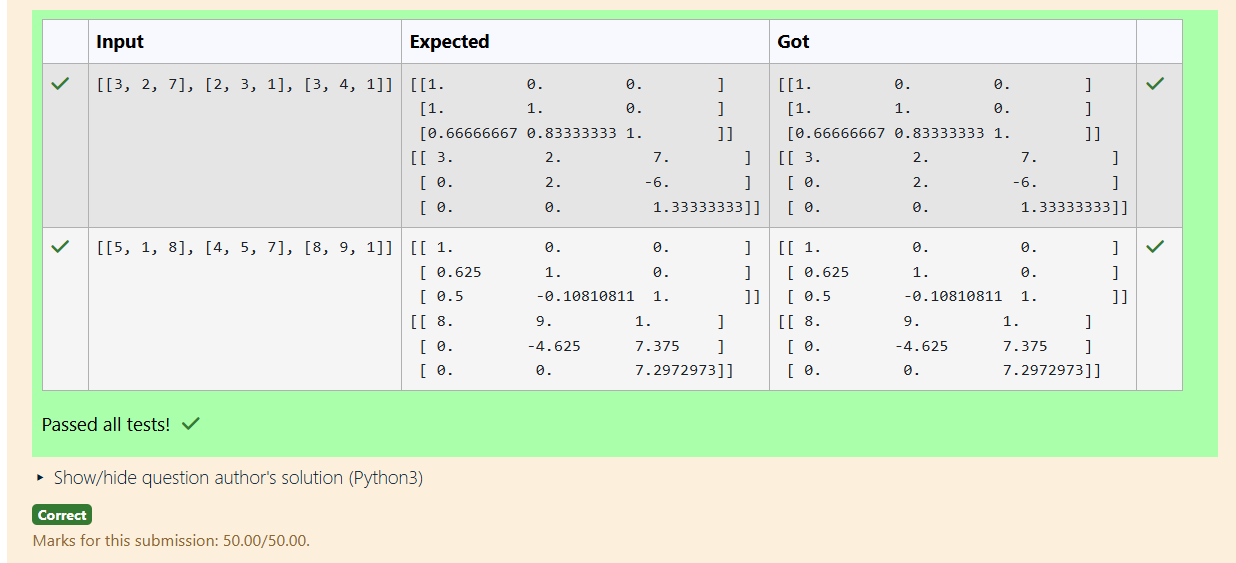 Input Expected Got
[[3, 2, 7], [2, 3, 1], [3, 4, 1]] [[1. 0. 0. ] [[1. 0. 0. ]
[1. 1. 0. ] [1. 1. 0. ]
[0.66666667 0.83333333 1. ]] [0.66666667 0.83333333 1. ]]
[[ 3. 2. 7. ] [[ 3. 2. 7. ]
[ 0. 2. -6. ] [ 0. 2. -6. ]
[ 0. 0. 1.33333333]] [ 0. 0. 1.33333333]]
[[5, 1, 8], [4, 5, 7], [8, 9, 1]] [[ 1. 0. 0. ] [[ 1. 0. 0. ]
[ 0.625 1. 0. ] [ 0.625 1. 0. ]
[ 0.5 -0.10810811 1. ]] [ 0.5 -0.10810811 1. ]]
[[ 8. 9. 1. ] [[ 8. 9. 1. ]
[ 0. -4.625 7.375 ] [ 0. -4.625 7.375 ]
[ 0. 0. 7.2972973]] [ 0. 0. 7.2972973]]
Passed all tests!
Show/hide question author's solution (Python3)
Correct
Marks for this submission: 50.00/50.00.